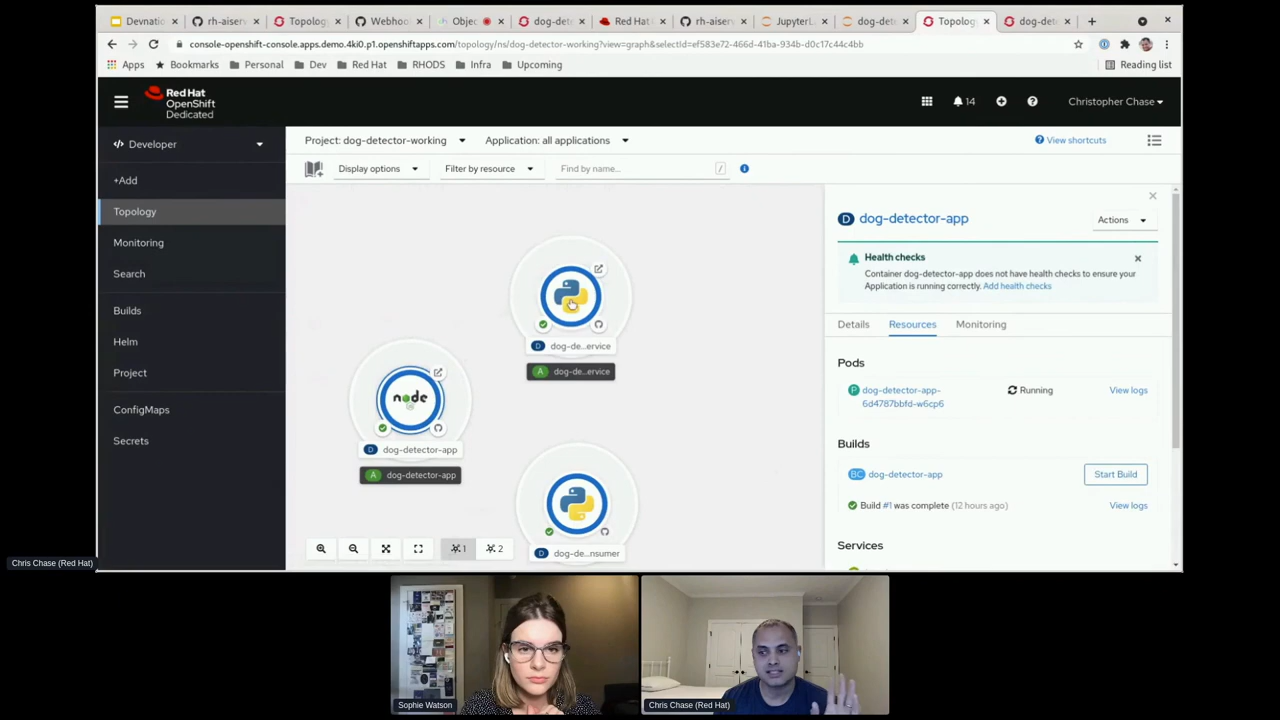 Devnatio
rh-aiserv
Topology
Webhook
Objec
dog-dete
Red Hat
rh-aiserv
JupyterL
dog-dete
Topolo
dog-dete
console-openshift-console.apps.demo.4ki0.p1.openshiftapps.com/topology/ns/dog-detector-working?view=graph&selectId=ef583e72-466d-41ba-934b-d0c17c44c4bb
Apps
Bookmarks
Personal
Dev
Red Hat
RHODS
Infra
Upcoming
Reading list
Red Hat
OpenShift
Dedicated
14
Christopher Chase
Developer
Project: dog-detector-working
Application: all applications
View shortcuts
+Add
Topology
Monitoring
Search
Builds
Helm
Project
ConfigMaps
Secrets
Display options
Filter by resource
Find by name...
/
D dog-de...ervice
A dog-de...ervice
node
D dog-detector-app
A dog-detector-app
D dog-de...nsumer
1
2
D dog-detector-app
Actions
Health checks
Container dog-detector-app does not have health checks to ensure your
Application is running correctly. Add health checks
Details
Resources
Monitoring
Pods
P dog-detector-app-
6d4787bbfd-w6cp6
Running
View logs
Builds
BC dog-detector-app
Start Build
Build #1 was complete (12 hours ago)
View logs
Services
Chris Chase (Red Hat)
Sophie Watson
Chris Chase (Red Hat)